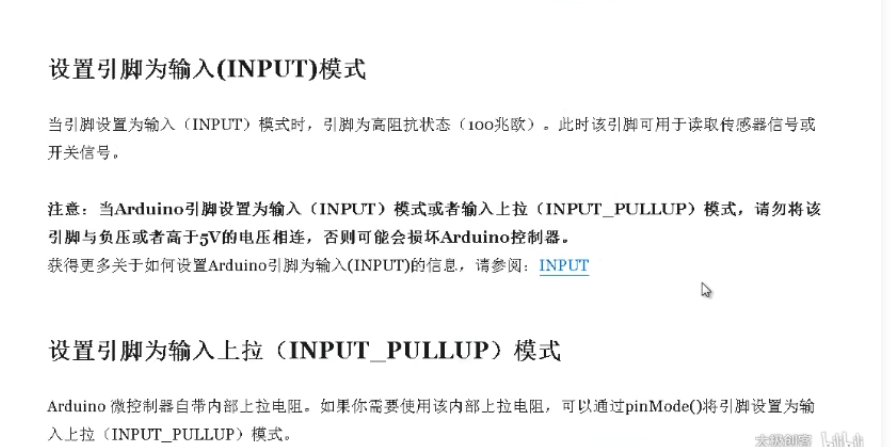 设置引脚为输入(INPUT)模式
当引脚设置为输入（INPUT）模式时，引脚为高阻抗状态（100兆欧）。此时该引脚可用于读取传感器信号或
开关信号。
注意：当Arduino引脚设置为输入（INPUT）模式或者输入上拉（INPUT_PULLUP）模式，请勿将该
引脚与负压或者高于5V的电压相连，否则可能会损坏Arduino控制器。
获得更多关于如何设置Arduino引脚为输入(INPUT)的信息，请参阅：INPUT
设置引脚为输入上拉（INPUT_PULLUP）模式
Arduino 微控制器自带内部上拉电阻。如果你需要使用该内部上拉电阻，可以通过pinMode()将引脚设置为输
入上拉（INPUT_PULLUP）模式。
太极创客